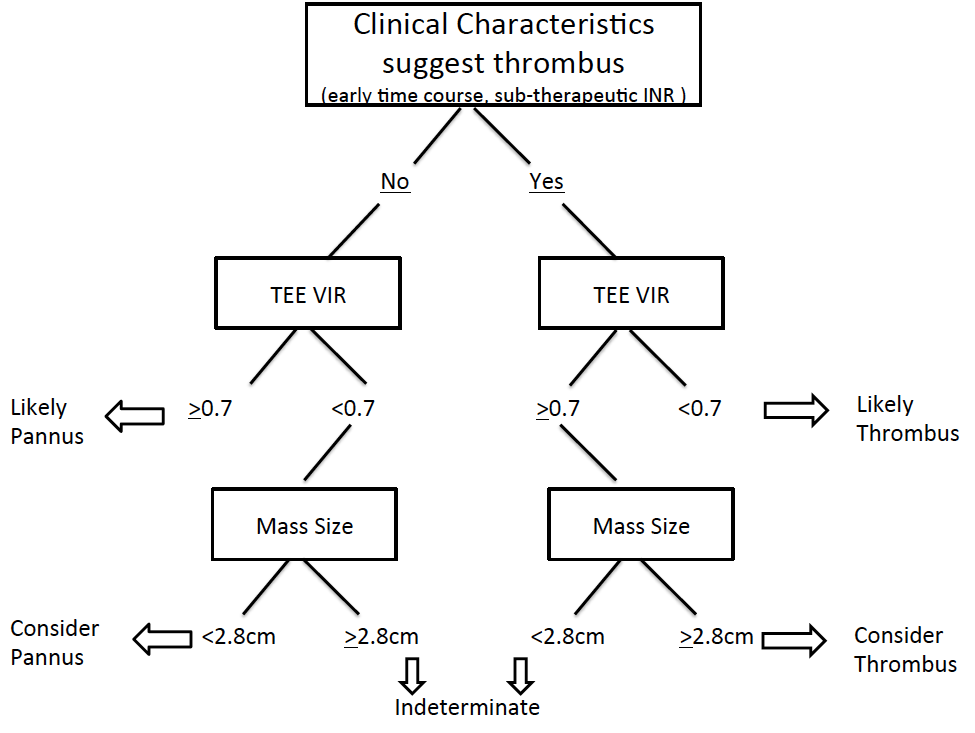 Clinical Characteristics
suggest thrombus
(early time course, sub-therapeutic INR )
No
Yes
TEE VIR
TEE VIR
Likely
Pannus
≥0.7
<0.7
≥0.7
<0.7
Likely
Thrombus
Mass Size
Mass Size
Consider
Pannus
<2.8cm
≥2.8cm
<2.8cm
≥2.8cm
Consider
Thrombus
Indeterminate